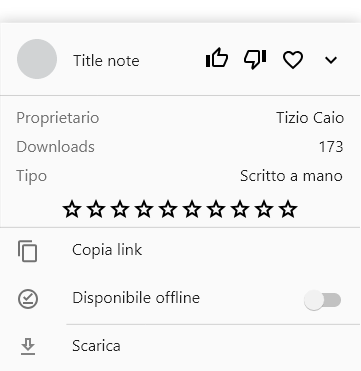 Title note
Proprietario Tizio Caio
Downloads 173
Tipo Scritto a mano
Copia link
Disponibile offline
Scarica